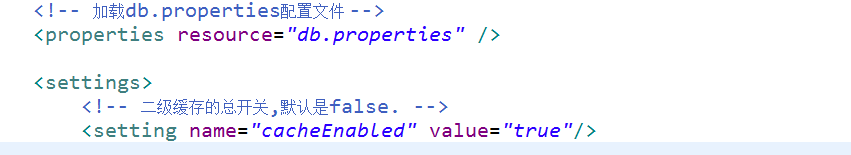 <!-- 加载db.properties配置文件 -->
<properties resource="db.properties" />
<settings>
<!-- 二级缓存的总开关,默认是false. -->
<setting name="cacheEnabled" value="true"/>